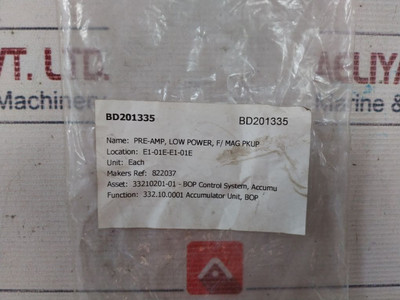 VT. LTD.
Machinery
ALIYA
Marine &
BD201335 BD201335
Name: PRE-AMP, LOW POWER, F/ MAG PKUP
Location: E1-01E-E1-01E
Unit: Each
Makers Ref: 822037
Asset: 33210201-01 - BOP Control System, Accumu
Function: 332.10.0001 Accumulator Unit, BOP